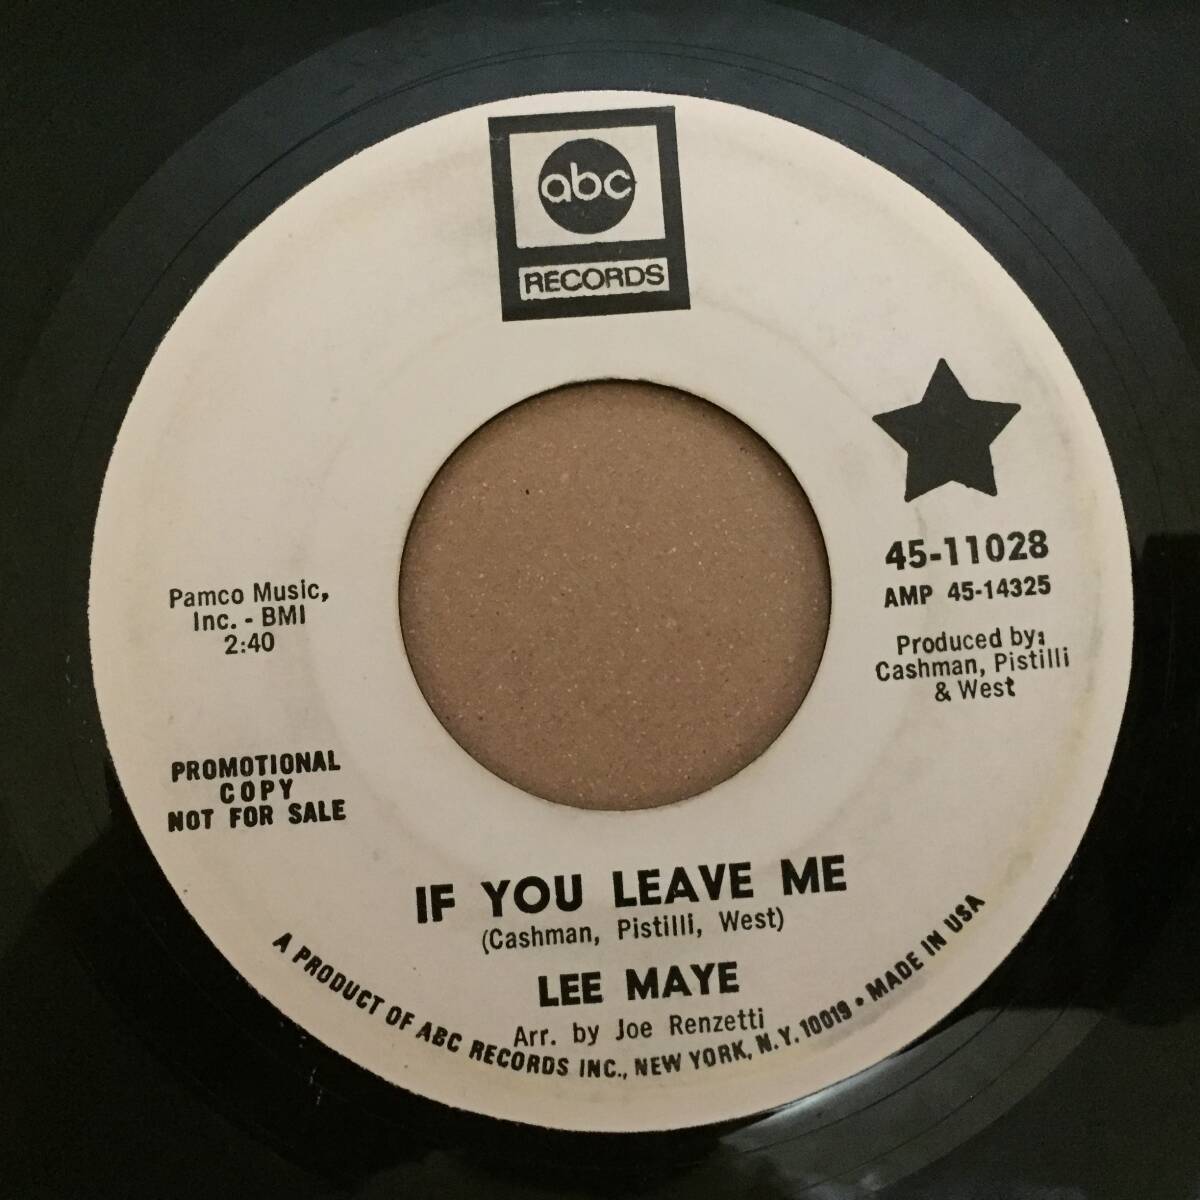 abc
RECORDS
45-11028
AMP 45-14325
Produced by:
Cashman, Pistilli
& West
Pamco Music,
Inc. - BMI
2:40
PROMOTIONAL
COPY
NOT FOR SALE
IF YOU LEAVE ME
(Cashman, Pistilli, West)
LEE MAYE
Arr. by Joe Renzetti
A PRODUCT OF ABC RECORDS INC., NEW YORK, N.Y. 10019 • MADE IN USA